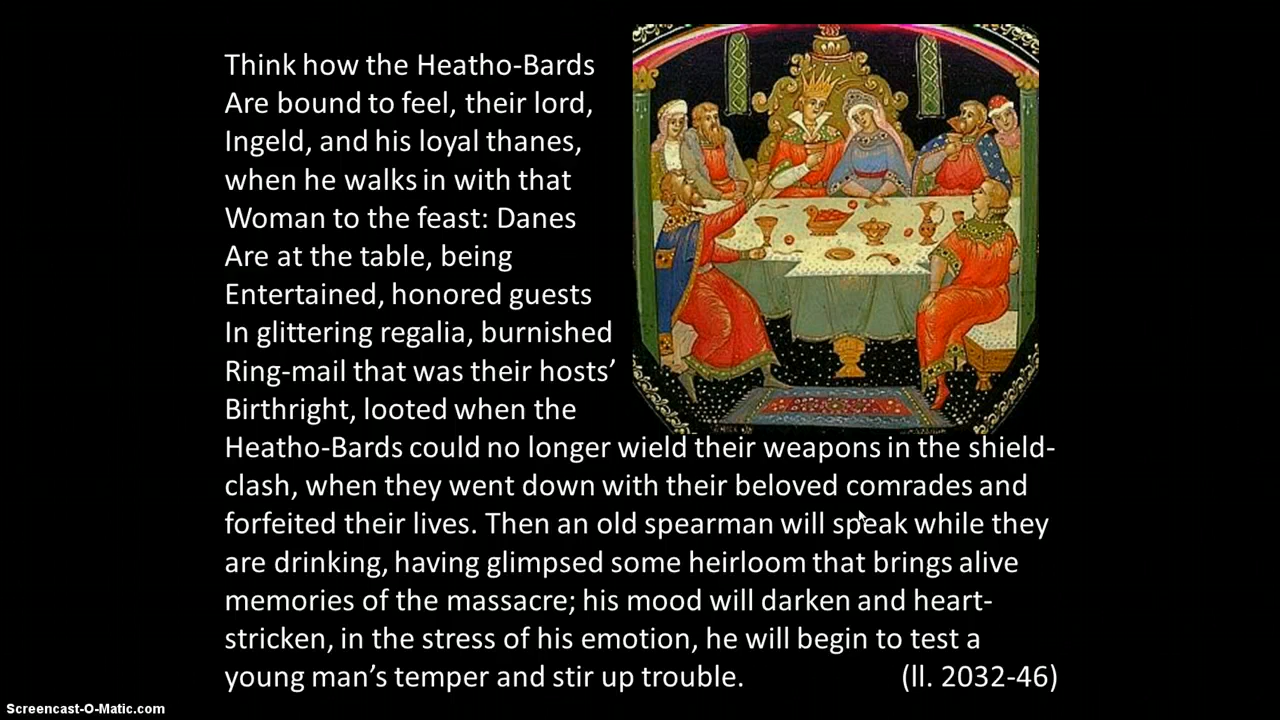 Think how the Heatho-Bards
Are bound to feel, their lord,
Ingeld, and his loyal thanes,
when he walks in with that
Woman to the feast: Danes
Are at the table, being
Entertained, honored guests
In glittering regalia, burnished
Ring-mail that was their hosts’
Birthright, looted when the
Heatho-Bards could no longer wield their weapons in the shield-
clash, when they went down with their beloved comrades and
forfeited their lives. Then an old spearman will speak while they
are drinking, having glimpsed some heirloom that brings alive
memories of the massacre; his mood will darken and heart-
stricken, in the stress of his emotion, he will begin to test a
young man’s temper and stir up trouble. (ll. 2032-46)
Screencast-O-Matic.com